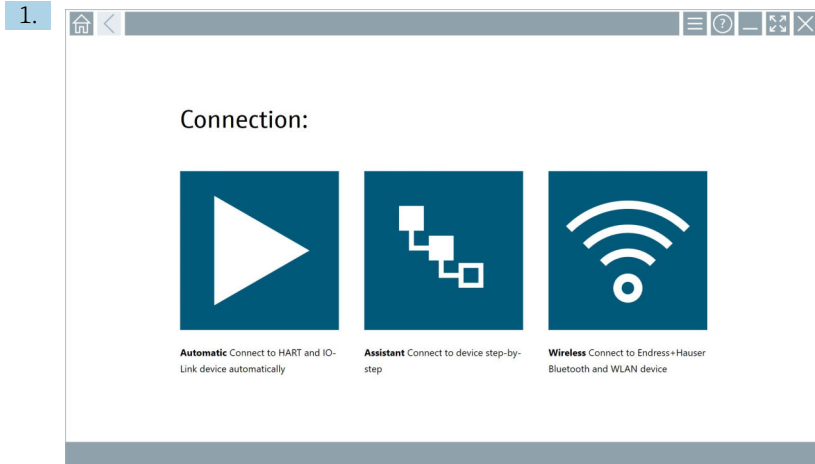 1.
Connection:
Automatic Connect to HART and IO-
Link device automatically
Assistant Connect to device step-by-
step
Wireless Connect to Endress+Hauser
Bluetooth and WLAN device